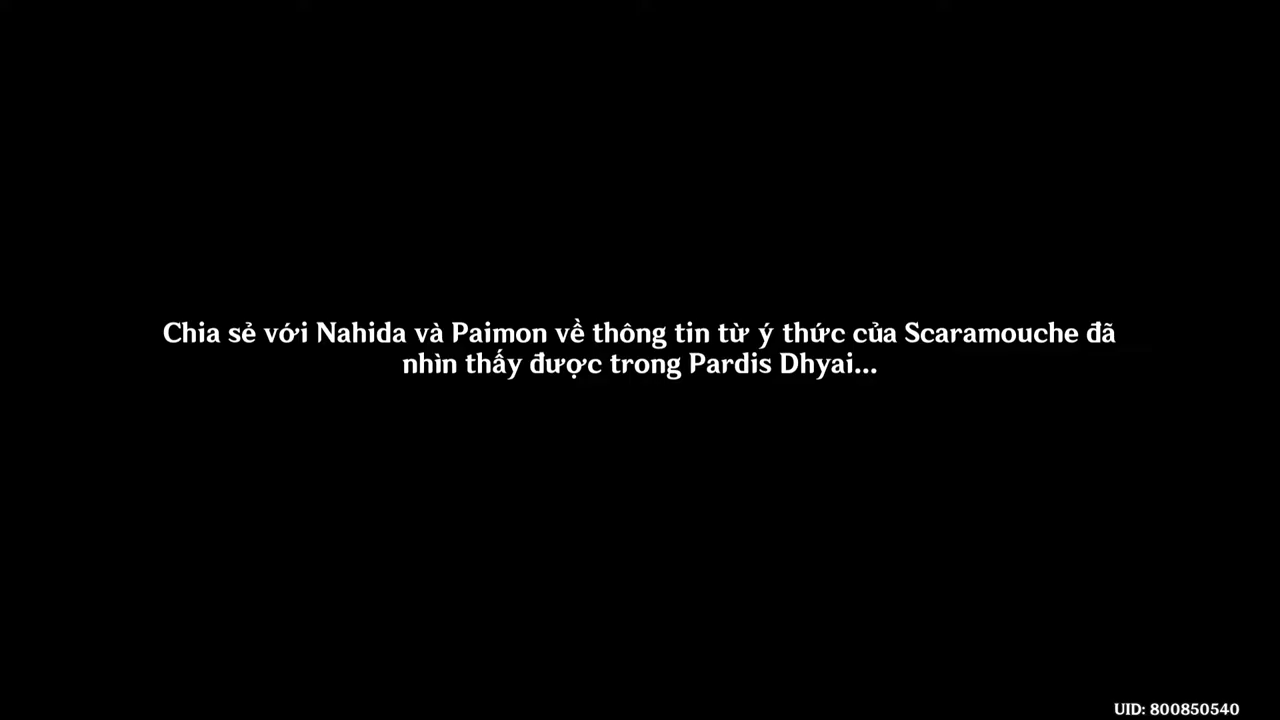 Chia sẻ với Nahida và Paimon về thông tin từ ý thức của Scaramouche đã
nhìn thấy được trong Pardis Dhyai...
UID: 800850540